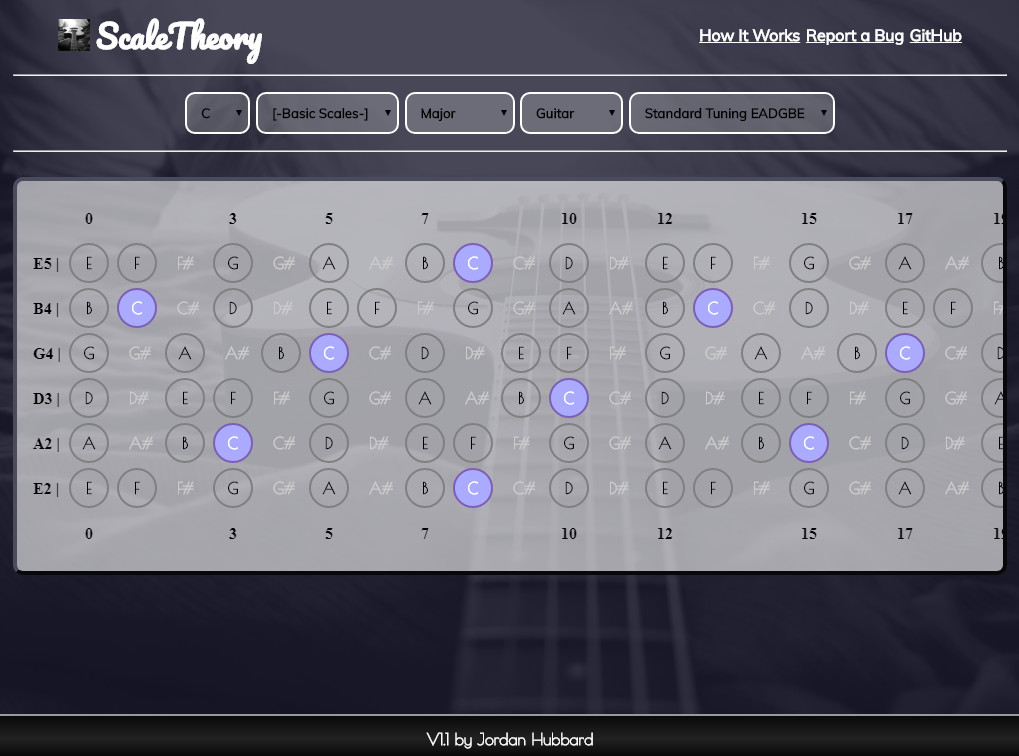 ScaleTheory
How It Works Report a Bug GitHub
C [-Basic Scales-] Major Guitar Standard Tuning EADGBE
0 3 5 7 10 12 15 17
E5 | E F F# G G# A A# B C C# D D# E F F# G G# A A# B
B4 | B C C# D D# E F F# G G# A A# B C C# D D# E F
G4 | G G# A A# B C C# D D# E F F# G G# A A# B C C# D
D3 | D D# E F F# G G# A A# B C C# D D# E F F# G G# A
A2 | A A# B C C# D D# E F F# G G# A A# B C C# D D# E
E2 | E F F# G G# A A# B C C# D D# E F F# G G# A A# B
0 3 5 7 10 12 15 17
V1.1 by Jordan Hubbard